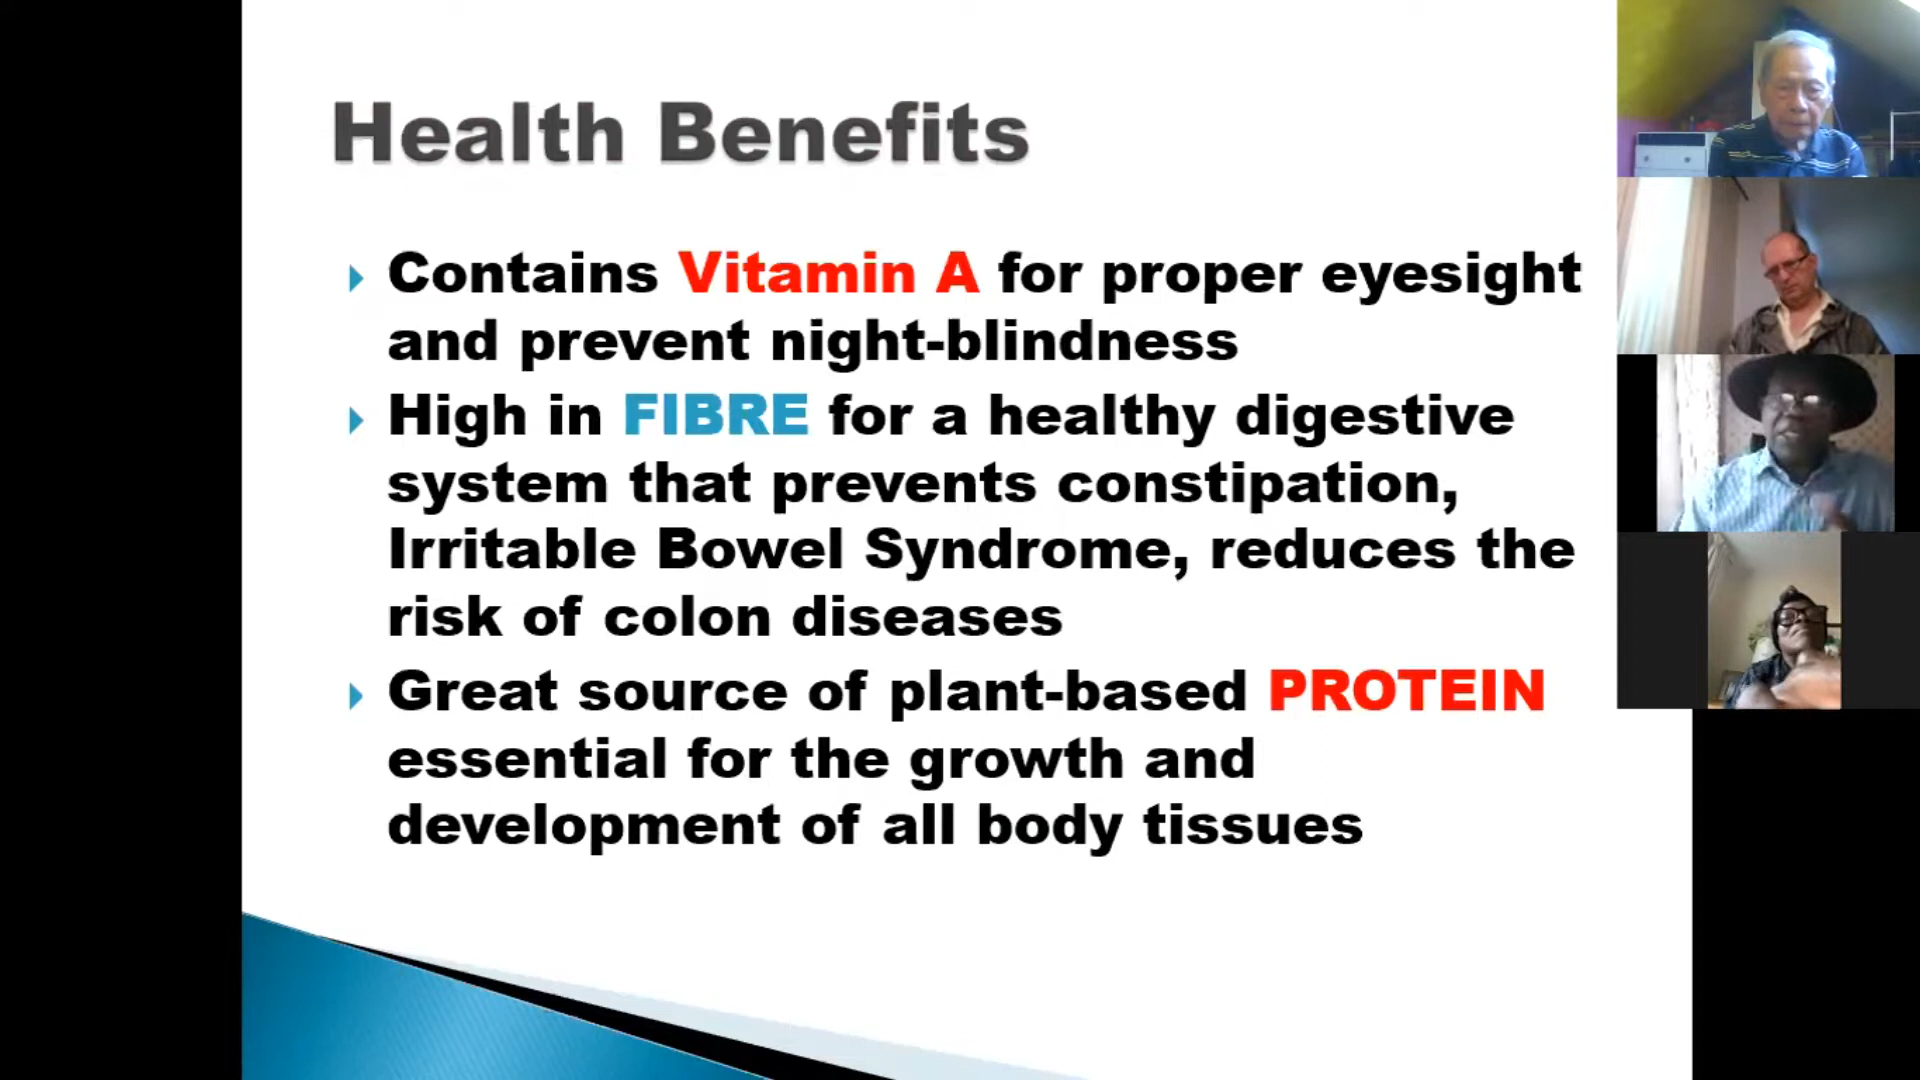 Health Benefits
Contains Vitamin A for proper eyesight
and prevent night-blindness
High in FIBRE for a healthy digestive
system that prevents constipation,
Irritable Bowel Syndrome, reduces the
risk of colon diseases
Great source of plant-based PROTEIN
essential for the growth and
development of all body tissues